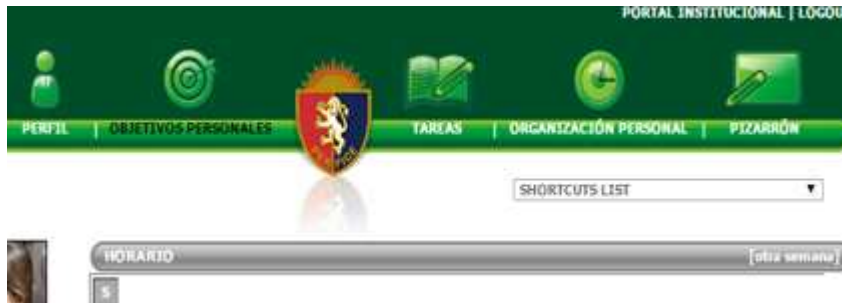 PORTAL INSTITUCIONAL | LOGOU
PERFIL | OBJETIVOS PERSONALES TAREAS | ORGANIZACIÓN PERSONAL | PIZARRÓN
SHORTCUTS LIST
HORARIO [otra semana]
S